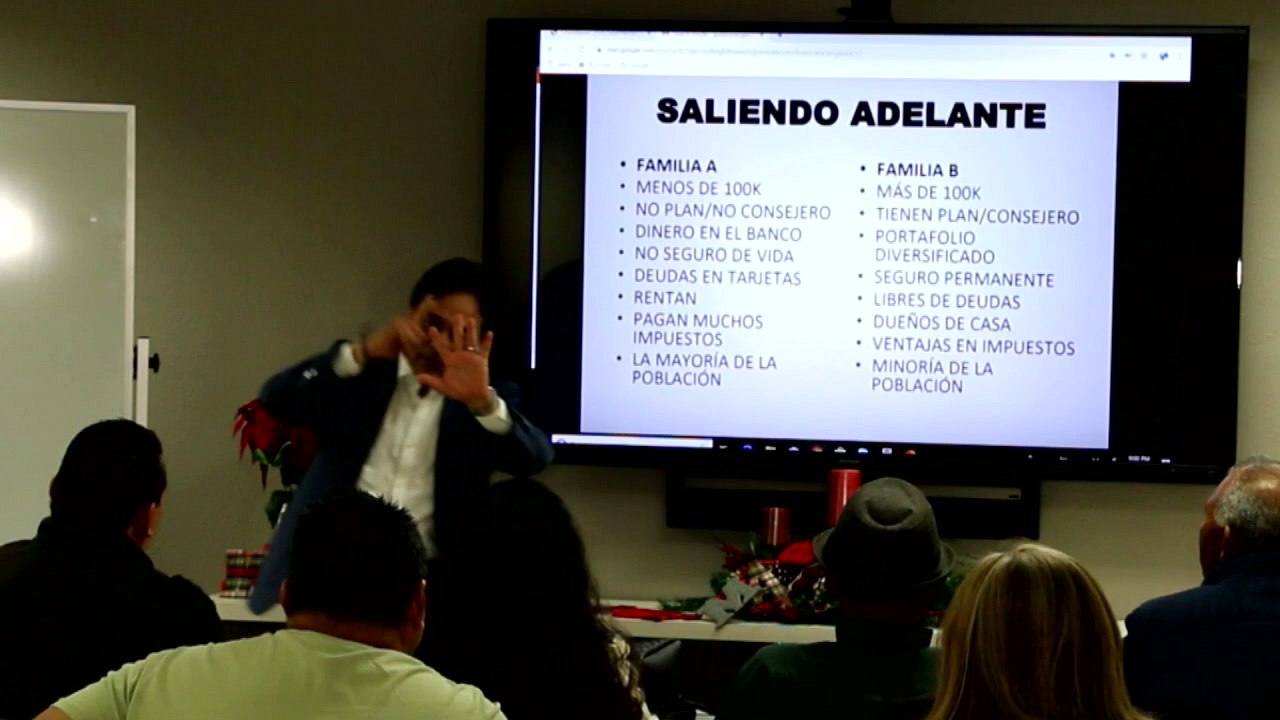 SALIENDO ADELANTE
• FAMILIA A
• MENOS DE 100K
• NO PLAN/NO CONSEJERO
• DINERO EN EL BANCO
• NO SEGURO DE VIDA
• DEUDAS EN TARJETAS
• RENTAN
• PAGAN MUCHOS
IMPUESTOS
• LA MAYORÍA DE LA
POBLACIÓN
• FAMILIA B
• MÁS DE 100K
• TIENEN PLAN/CONSEJERO
• PORTAFOLIO
DIVERSIFICADO
• SEGURO PERMANENTE
• LIBRES DE DEUDAS
• DUEÑOS DE CASA
• VENTAJAS EN IMPUESTOS
• MINORÍA DE LA
POBLACIÓN